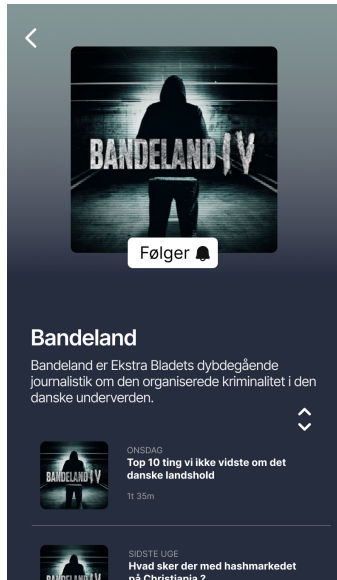 BANDELAND IV
Følger
Bandeland
Bandeland er Ekstra Bladets dybdegående
journalistik om den organiserede kriminalitet i den
danske underverden.
BANDELAND IV
ONSDAG
Top 10 ting vi ikke vidste om det
danske landshold
1t 35m
BANDELAND IV
SIDSTE UGE
Hvad sker der med hashmarkedet
på Christiania ?